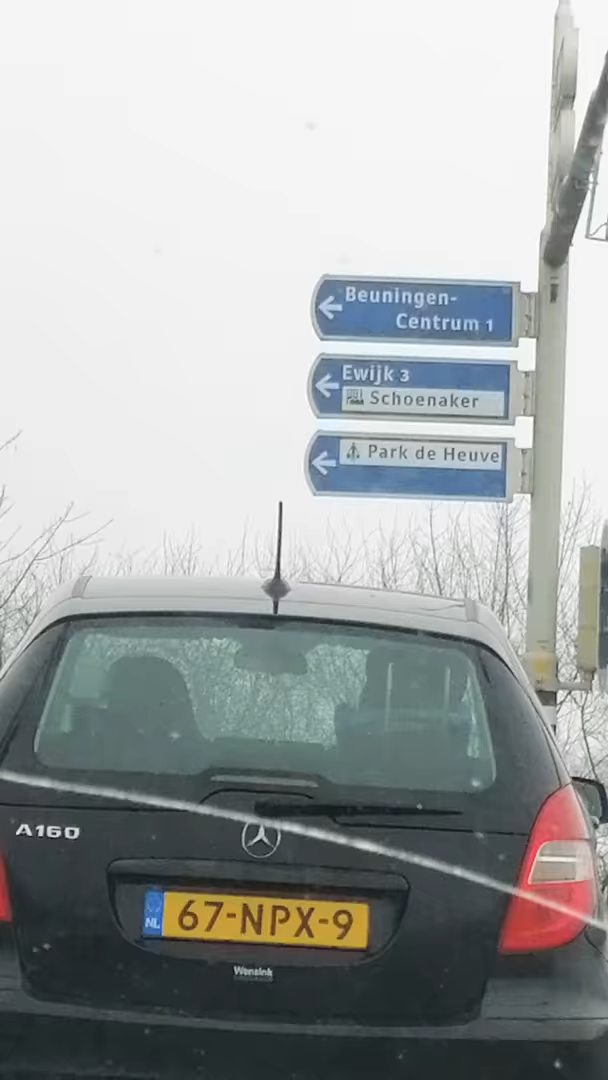 Beuningen-
Centrum 1
Ewijk 3
Schoenaker
Park de Heuve
A160
NL
67-NPX-9
Wensink